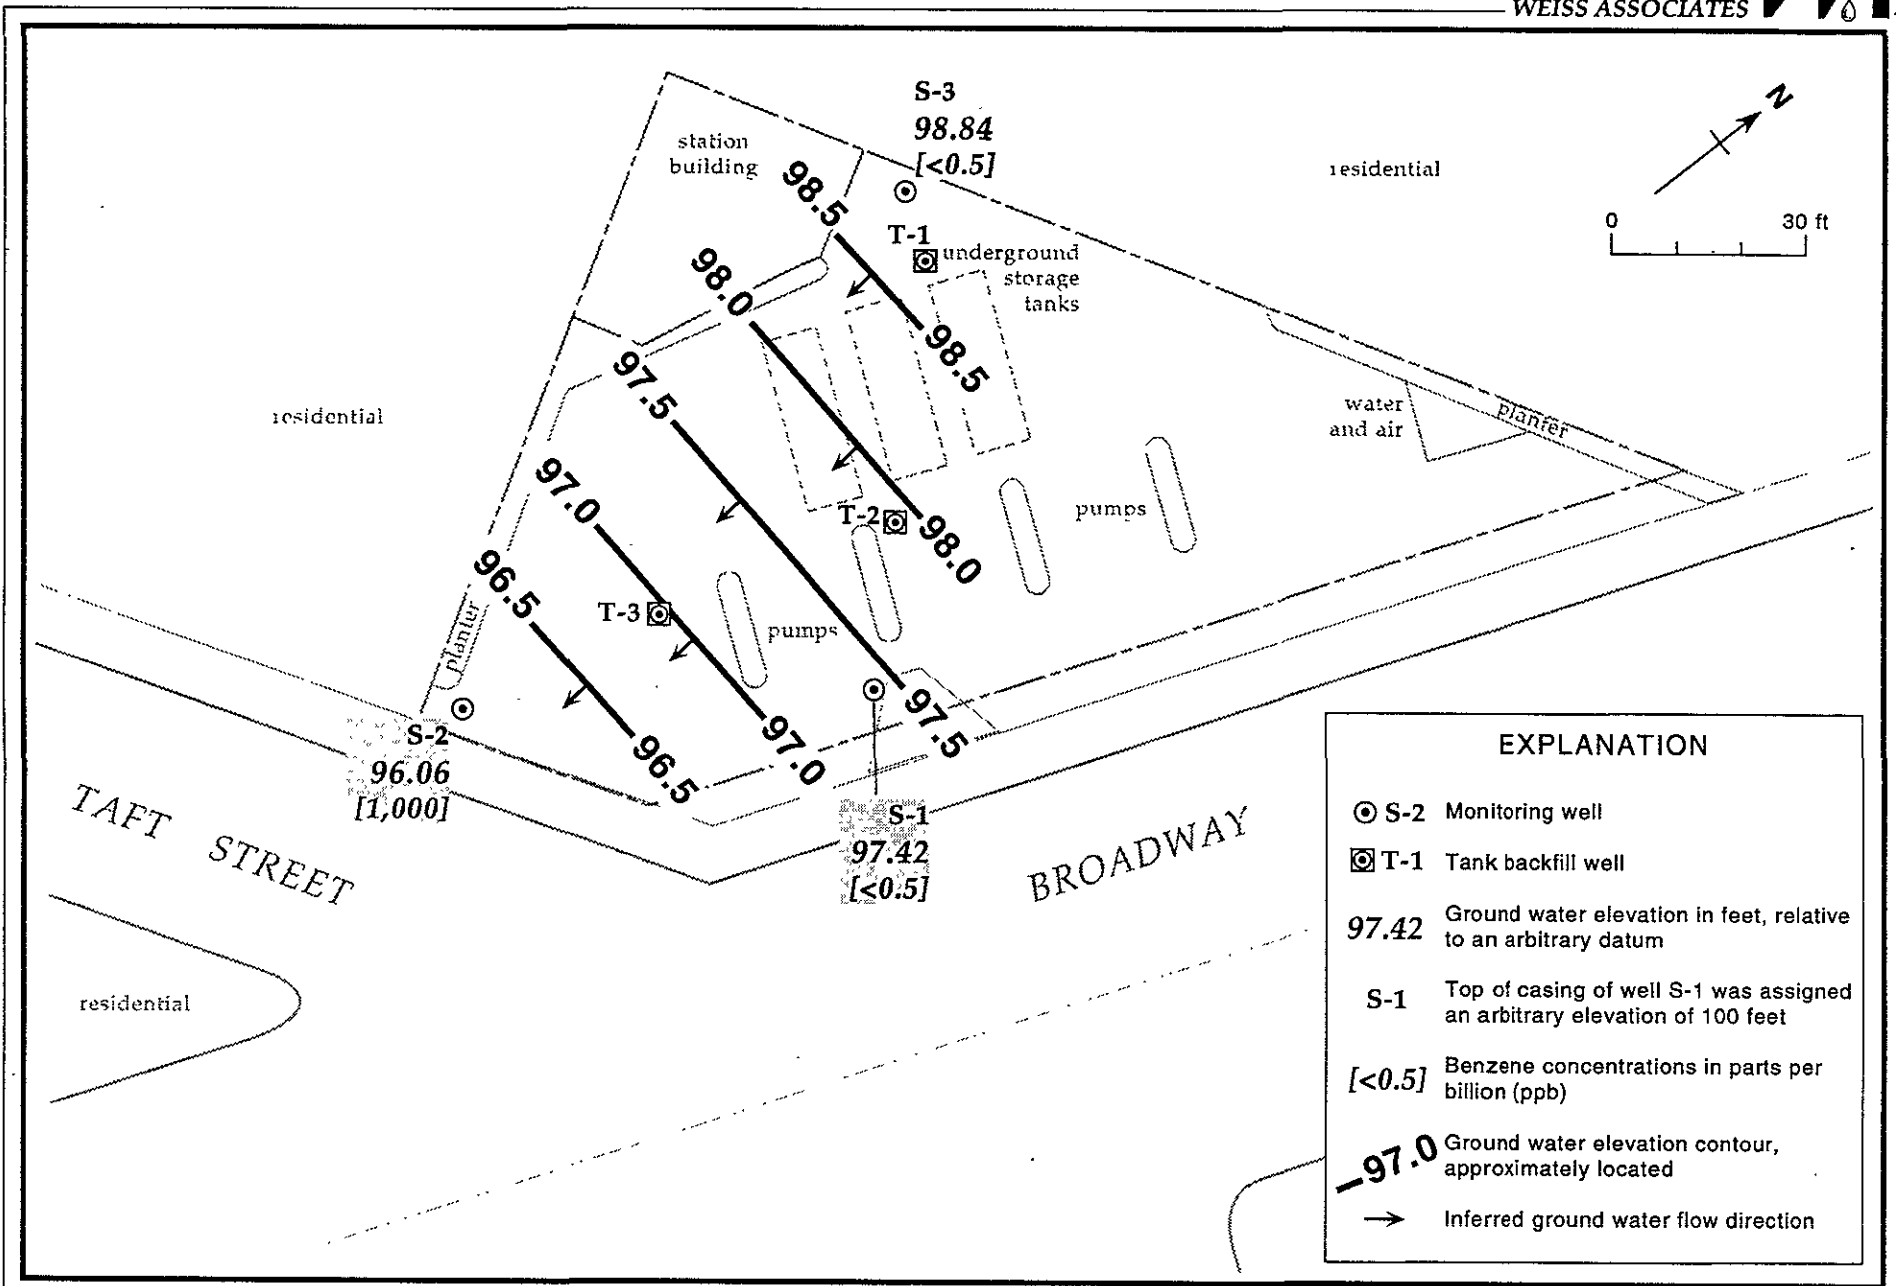 WEISS ASSOCIATES
S-3
98.84
[<0.5]
N
station
building
residential
98.5
0 30 ft
T-1
underground
storage
tanks
98.0
98.5
97.5
residential
water
and air
planter
97.0
pumps
T-2
98.0
96.5
T-3
planter
pumps
97.5
97.0
96.5
S-2
96.06
[1,000]
S-1
97.42
[<0.5]
TAFT STREET
BROADWAY
residential
EXPLANATION
S-2 Monitoring well
T-1 Tank backfill well
97.42 Ground water elevation in feet, relative
to an arbitrary datum
S-1 Top of casing of well S-1 was assigned
an arbitrary elevation of 100 feet
[<0.5] Benzene concentrations in parts per
billion (ppb)
97.0 Ground water elevation contour,
approximately located
Inferred ground water flow direction